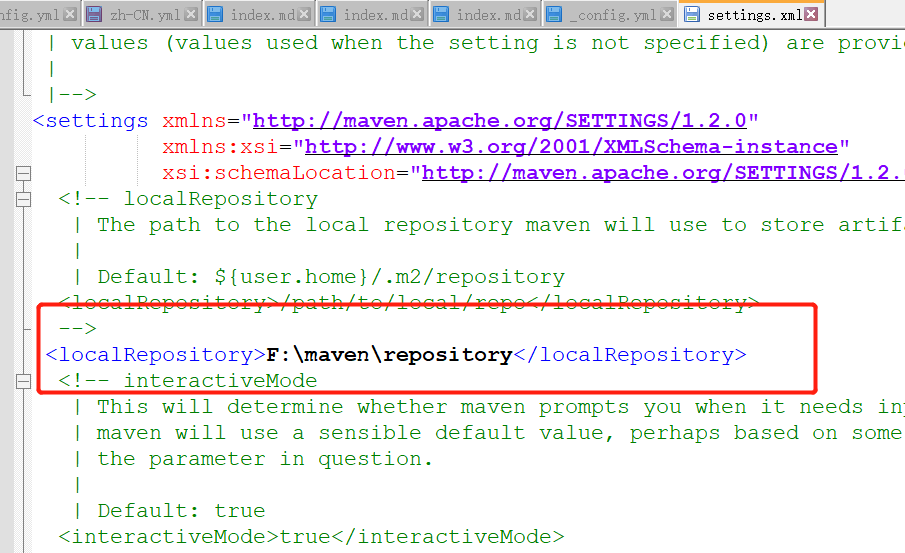 nfig.yml zh-CN.yml index.md index.md index.md _config.yml settings.xml
| values (values used when the setting is not specified) are provid
|
|-->
<settings xmlns="http://maven.apache.org/SETTINGS/1.2.0"
xmlns:xsi="http://www.w3.org/2001/XMLSchema-instance"
xsi:schemaLocation="http://maven.apache.org/SETTINGS/1.2.
<!-- localRepository
| The path to the local repository maven will use to store artifa
|
| Default: ${user.home}/.m2/repository
<localRepository>/path/to/local/repo</localRepository>
-->
<localRepository>F:\maven\repository</localRepository>
<!-- interactiveMode
| This will determine whether maven prompts you when it needs inp
| maven will use a sensible default value, perhaps based on some
| the parameter in question.
|
| Default: true
<interactiveMode>true</interactiveMode>